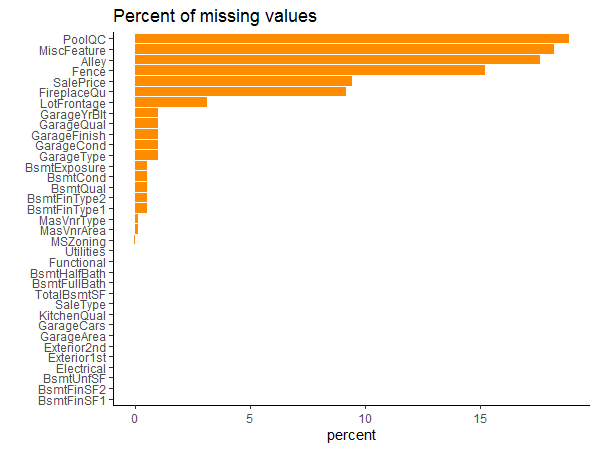 Percent of missing values
PoolQC
MiscFeature
Alley
Fence
SalePrice
FireplaceQu
LotFrontage
GarageYrBlt
GarageQual
GarageFinish
GarageCond
GarageType
BsmtExposure
BsmtCond
BsmtQual
BsmtFinType2
BsmtFinType1
MasVnrType
MasVnrArea
MSZoning
Utilities
Functional
BsmtHalfBath
BsmtFullBath
TotalBsmtSF
SaleType
KitchenQual
GarageCars
GarageArea
Exterior2nd
Exterior1st
Electrical
BsmtUnfSF
BsmtFinSF2
BsmtFinSF1
0 5 10 15
percent